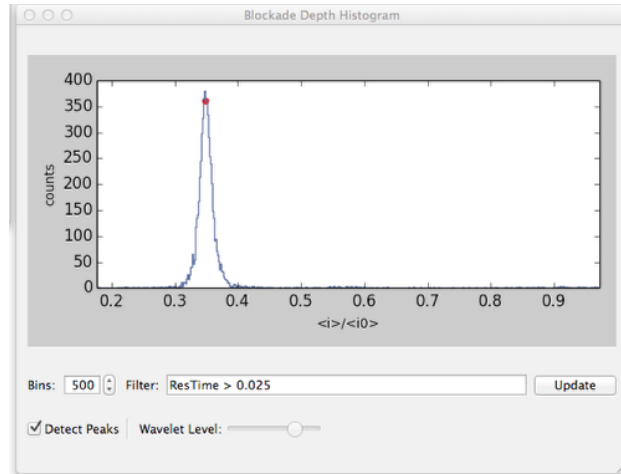 Blockade Depth Histogram
400
350
300
250
200
150
100
50
0
counts
0.2 0.3 0.4 0.5 0.6 0.7 0.8 0.9
<i>/<i0>
Bins: 500 Filter: ResTime > 0.025 Update
Detect Peaks Wavelet Level: